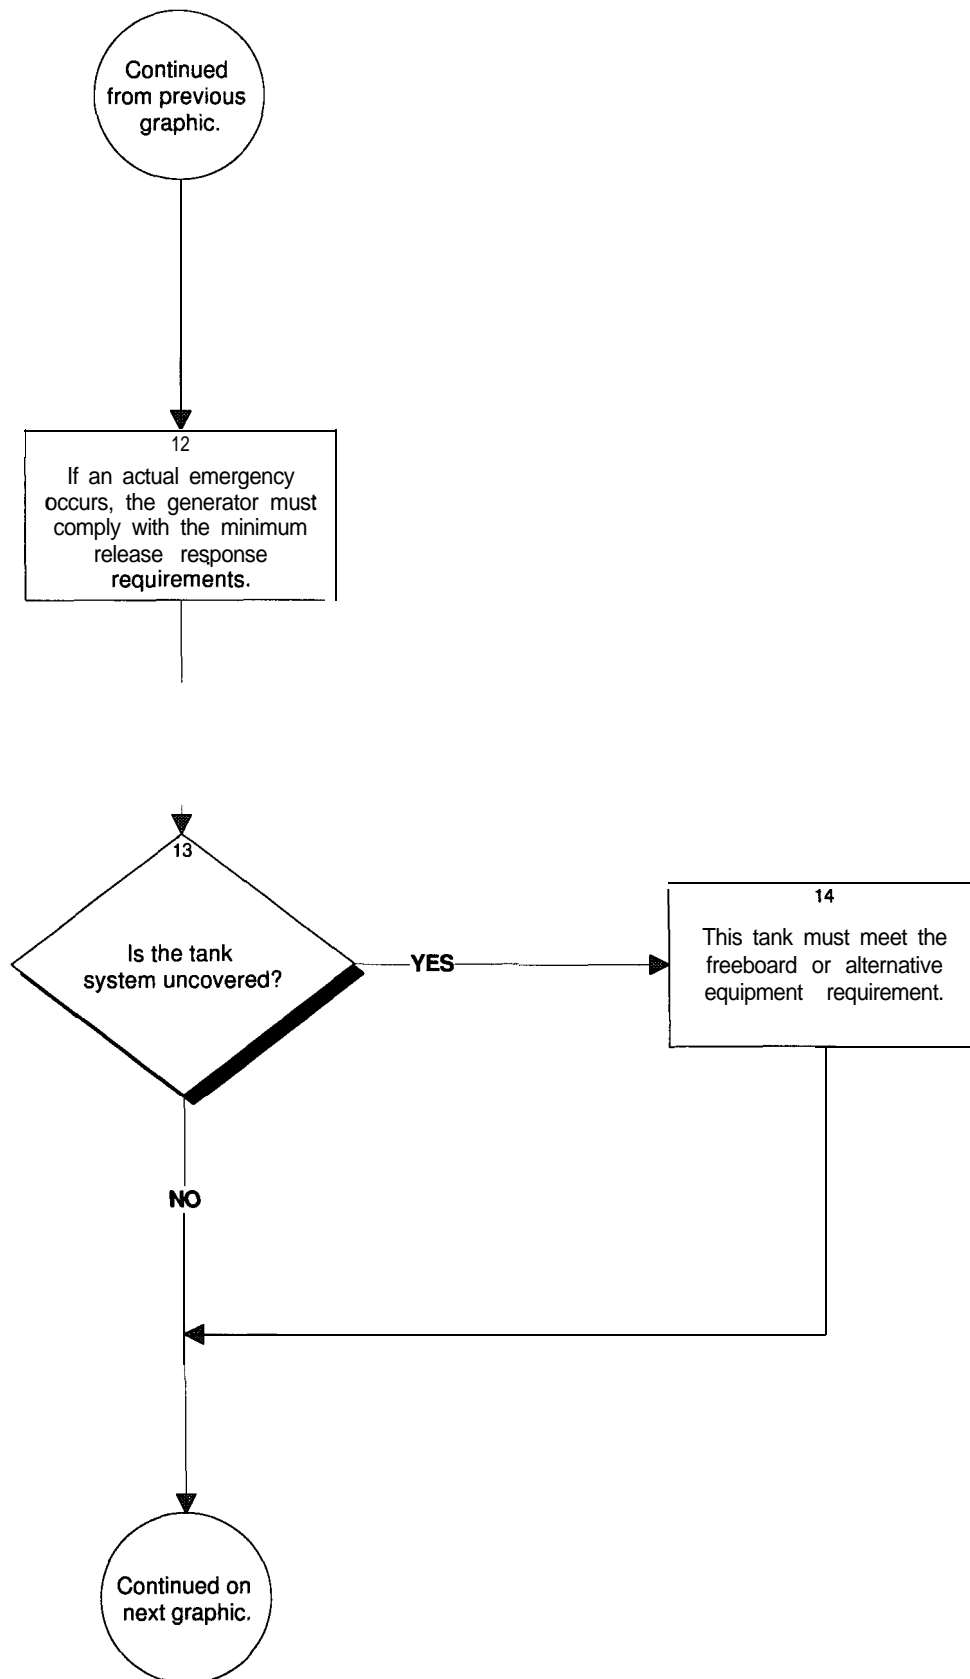 Continued
from previous
graphic.
12
If an actual emergency
occurs, the generator must
comply with the minimum
release response
requirements.
13
Is the tank
system uncovered?
YES
14
This tank must meet the
freeboard or alternative
equipment requirement.
NO
Continued on
next graphic.